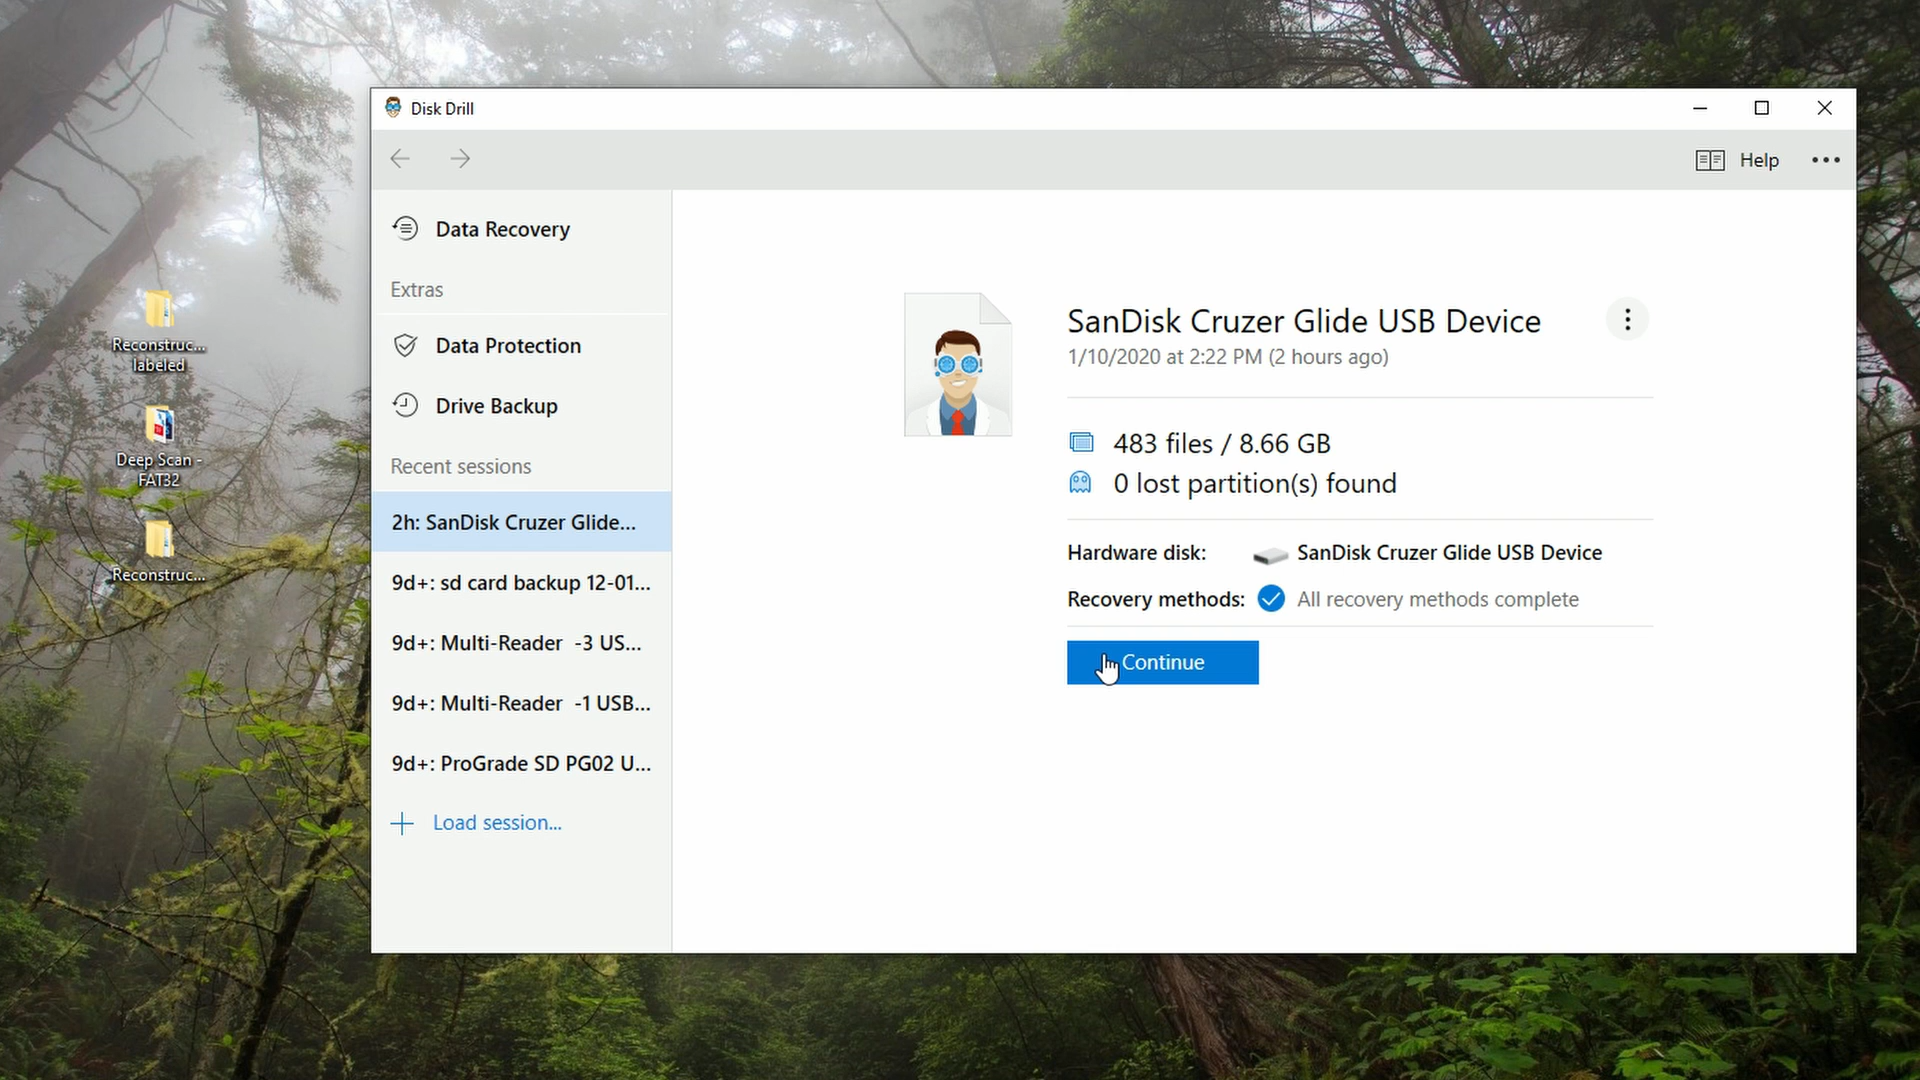 Disk Drill
Help
Data Recovery
Extras
Data Protection
Drive Backup
Recent sessions
2h: SanDisk Cruzer Glide...
9d+: sd card backup 12-01...
9d+: Multi-Reader  -3 US...
9d+: Multi-Reader  -1 USB...
9d+: ProGrade SD PG02 U...
Load session...
SanDisk Cruzer Glide USB Device
1/10/2020 at 2:22 PM (2 hours ago)
483 files / 8.66 GB
0 lost partition(s) found
Hardware disk: SanDisk Cruzer Glide USB Device
Recovery methods: All recovery methods complete
Continue
Reconstruc...
labeled
Deep Scan -
FAT32
Reconstruc...